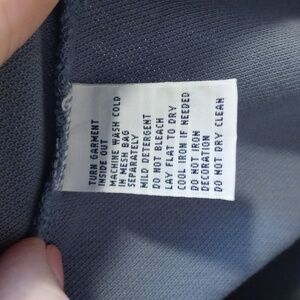 TURN GARMENT
INSIDE OUT
MACHINE WASH COLD
IN MESH BAG
SEPARATELY
MILD DETERGENT
DO NOT BLEACH
LAY FLAT TO DRY
COOL IRON IF NEEDED
DO NOT IRON
DECORATION
DO NOT DRY CLEAN